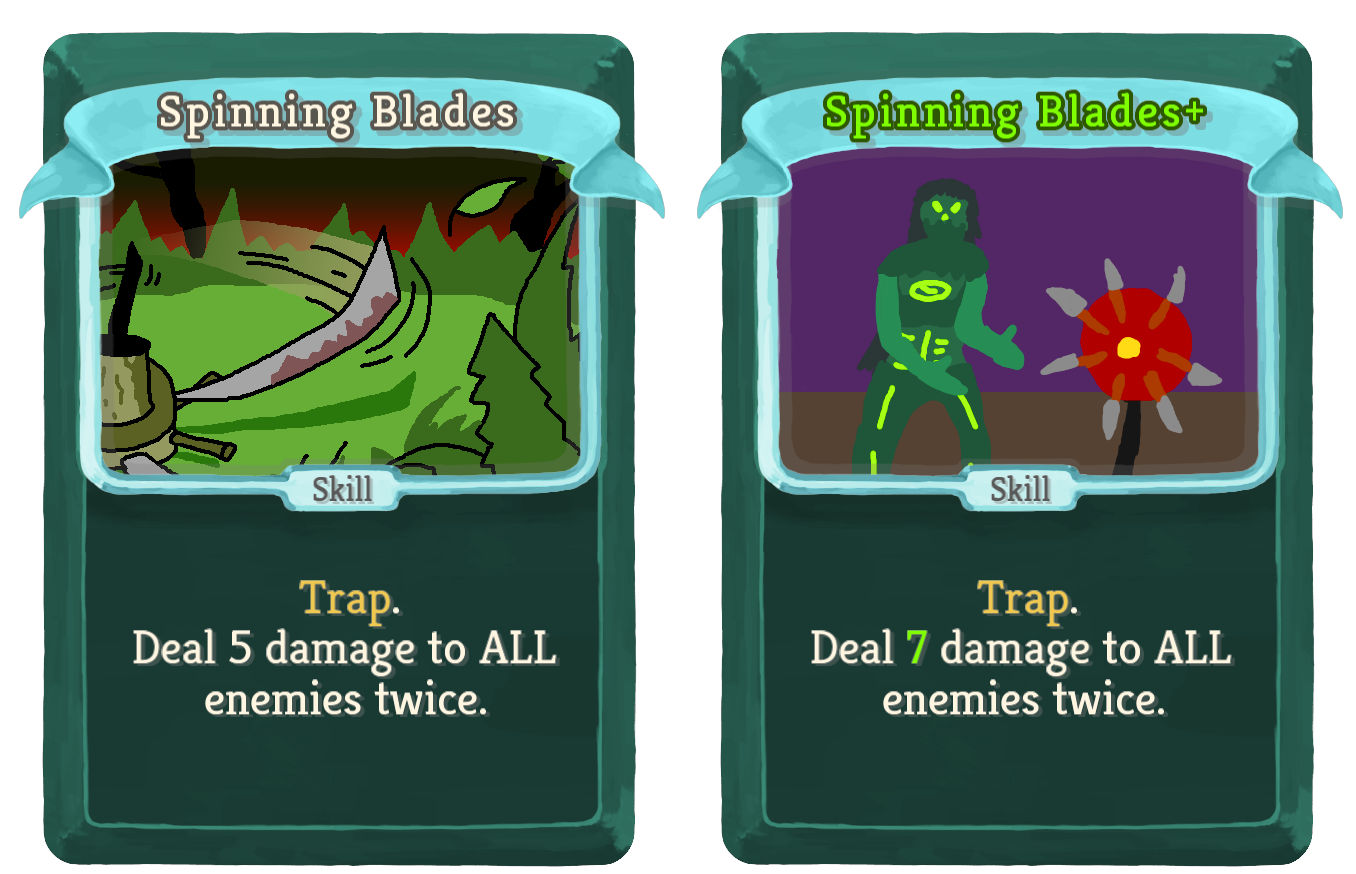 Spinning Blades
Skill
Trap.
Deal 5 damage to ALL
enemies twice.
Spinning Blades+
Skill
Trap.
Deal 7 damage to ALL
enemies twice.